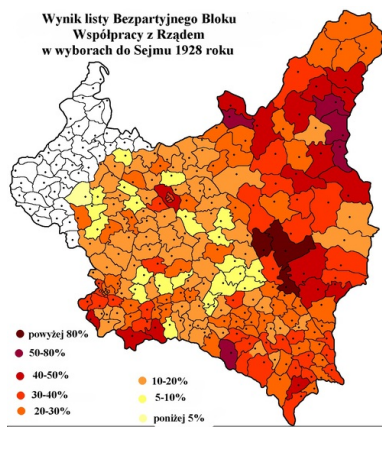 Wynik listy Bezpartyjnego Bloku
Współpracy z Rządem
w wyborach do Sejmu 1928 roku
powyżej 80%
50-80%
40-50%
30-40%
20-30%
10-20%
5-10%
poniżej 5%